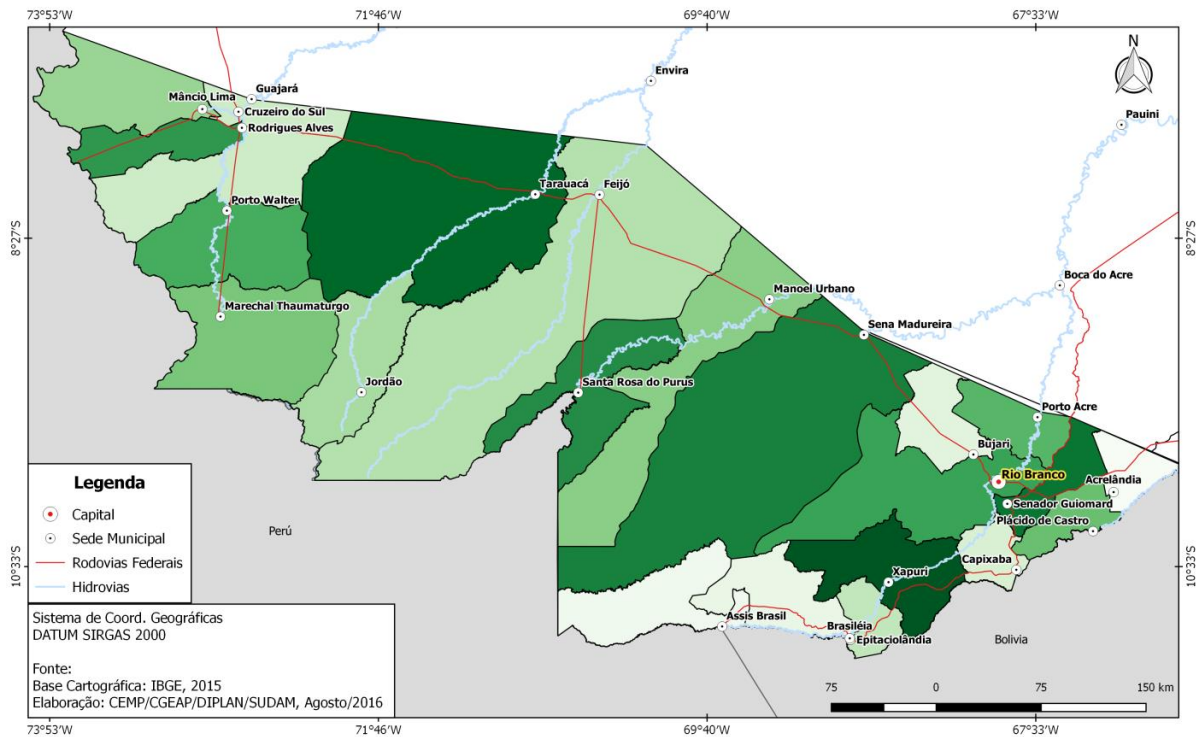 73°53'W 71°46'W 69°40'W 67°33'W
N
Envira
Guajará
Mâncio Lima
Cruzeiro do Sul
Rodrigues Alves
Pauini
Tarauacá
Feijó
Porto Walter
8°27'S
8°27'S
Boca do Acre
Manoel Urbano
Marechal Thaumaturgo
Sena Madureira
Jordão
Santa Rosa do Purus
Porto Acre
Bujari
Rio Branco
Acrelândia
Senador Guiomard
Plácido de Castro
Capixaba
Xapuri
Assis Brasil
Brasiléia
Epitaciolândia
Perú
Bolivia
10°33'S
10°33'S
Legenda
Capital
Sede Municipal
Rodovias Federais
Hidrovias
Sistema de Coord. Geográficas
DATUM SIRGAS 2000
Fonte:
Base Cartográfica: IBGE, 2015
Elaboração: CEMP/CGEAP/DIPLAN/SUDAM, Agosto/2016
75 0 75 150 km
73°53'W 71°46'W 69°40'W 67°33'W